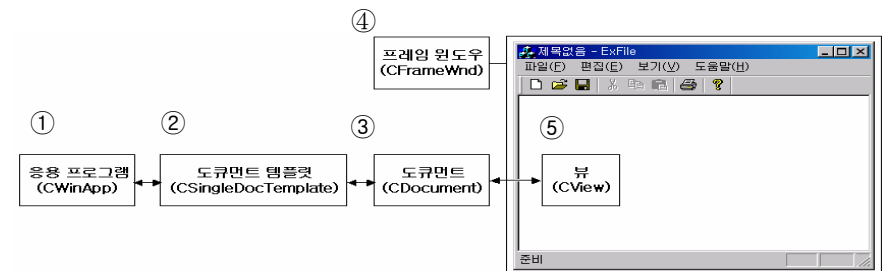 ④
프레임 윈도우
(CFrameWnd)
제목없음 - ExFile
파일(F) 편집(E) 보기(V) 도움말(H)
①
②
③
⑤
응용 프로그램
(CWinApp)
도큐먼트 템플릿
(CSingleDocTemplate)
도큐먼트
(CDocument)
뷰
(CView)
준비